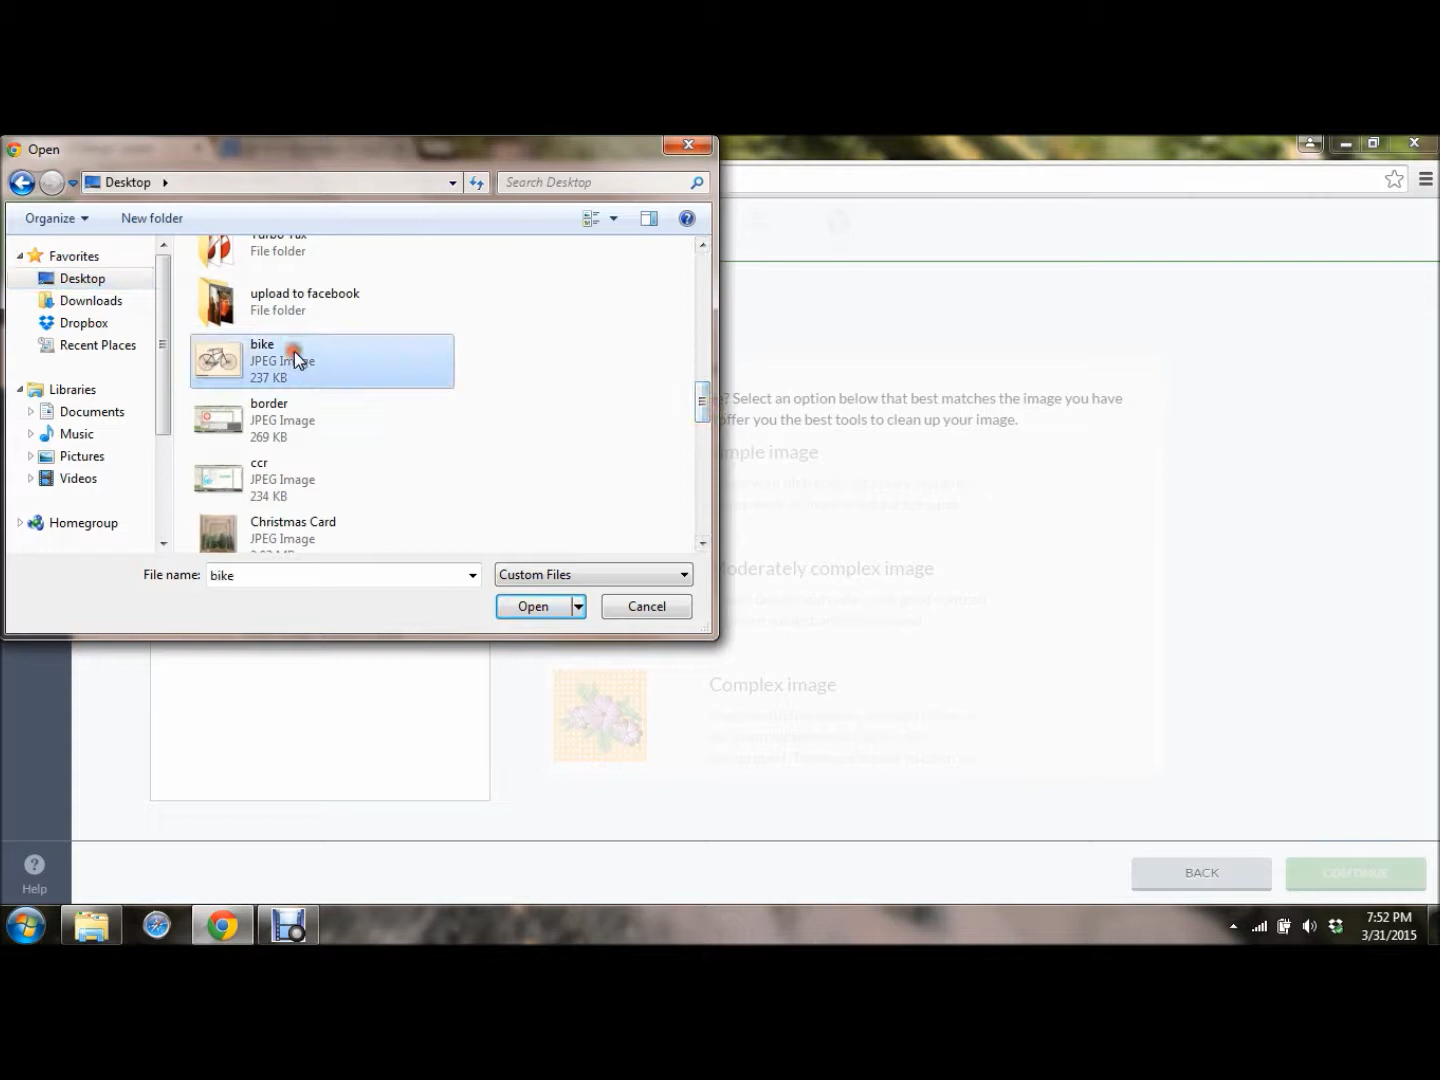 Open
Desktop
Search Desktop
Organize
New folder
Favorites
Desktop
Downloads
Dropbox
Recent Places
Libraries
Documents
Music
Pictures
Videos
Homegroup
File folder
upload to facebook
File folder
bike
JPEG Image
237 KB
border
JPEG Image
269 KB
ccr
JPEG Image
234 KB
Christmas Card
JPEG Image
File name:
bike
Custom Files
Open
Cancel
? Select an option below that best matches the image you have
offer you the best tools to clean up your image.
mple image
Moderately complex image
Complex image
BACK
CONTINUE
Help
7:52 PM
3/31/2015